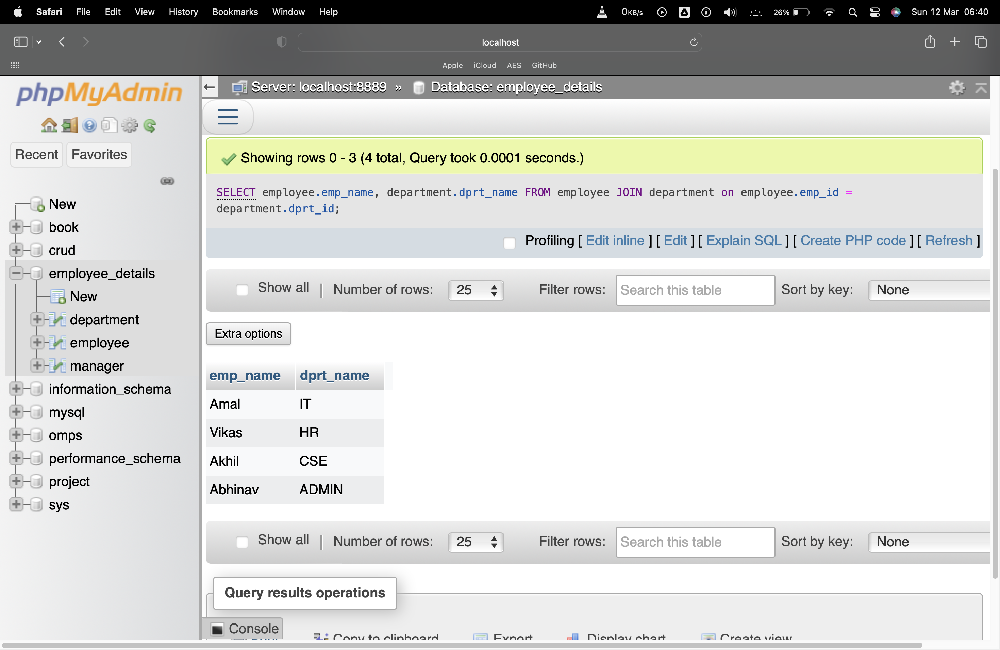 Safari File Edit View History Bookmarks Window Help 0KB/s 26% Sun 12 Mar 06:40
localhost
Apple iCloud AES GitHub
phpMyAdmin
Recent Favorites
New
book
crud
employee_details
New
department
employee
manager
information_schema
mysql
omps
performance_schema
project
sys
Server: localhost:8889 » Database: employee_details
Showing rows 0 - 3 (4 total, Query took 0.0001 seconds.)
SELECT employee.emp_name, department.dprt_name FROM employee JOIN department on employee.emp_id =
department.dprt_id;
Profiling [ Edit inline ] [ Edit ] [ Explain SQL ] [ Create PHP code ] [ Refresh ]
Show all | Number of rows: 25 Filter rows: Search this table Sort by key: None
Extra options
emp_name dprt_name
Amal IT
Vikas HR
Akhil CSE
Abhinav ADMIN
Show all | Number of rows: 25 Filter rows: Search this table Sort by key: None
Query results operations
Console
Copy to clipboard Export Display chart Create view